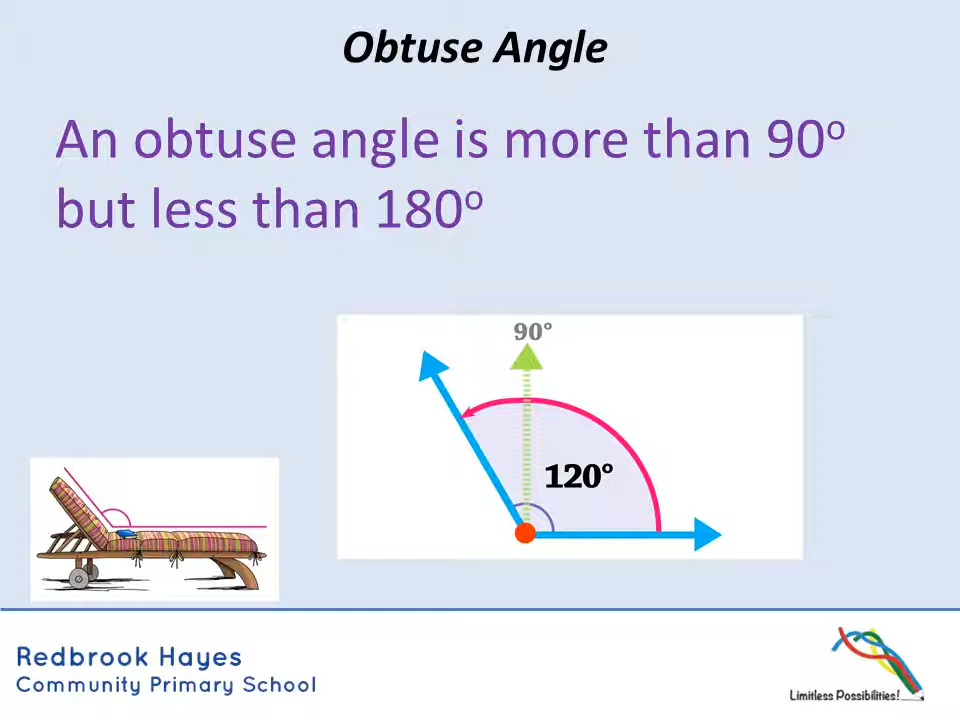 Obtuse Angle
An obtuse angle is more than 90º
but less than 180º
90°
120°
Redbrook Hayes
Community Primary School
Limitless Possibilities!